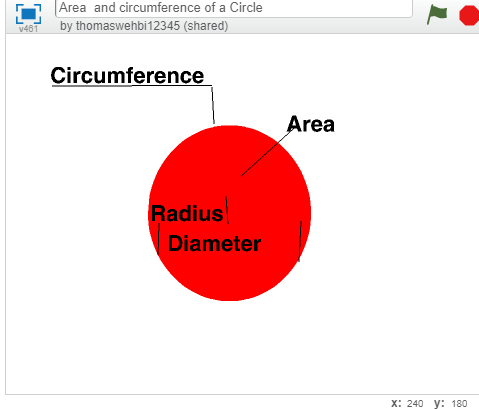 Area  and circumference of a Circle
v461
by thomaswehbi12345 (shared)
Circumference
Area
Radius
Diameter
x: 240 y: 180